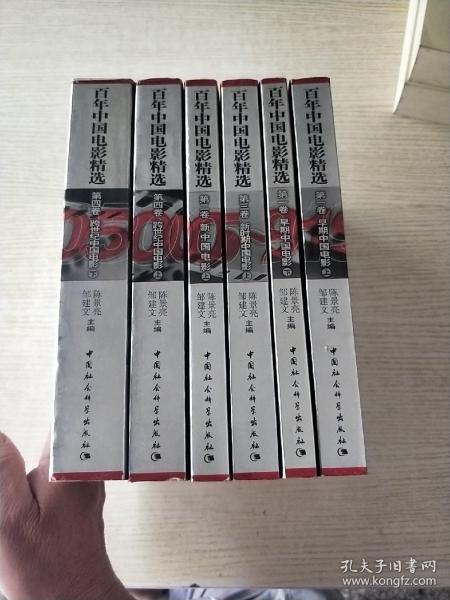 百年中国电影精选
第四卷 跨世纪中国电影 下
陈景亮
邹建文
主编
中国社会科学出版社
百年中国电影精选
第四卷 跨世纪中国电影 上
陈景亮
邹建文
主编
中国社会科学出版社
百年中国电影精选
第二卷 新中国电影 上
陈景亮
邹建文
主编
中国社会科学出版社
百年中国电影精选
第三卷 新时期中国电影 上
陈景亮
邹建文
主编
中国社会科学出版社
百年中国电影精选
第一卷 早期中国电影 下
陈景亮
邹建文
主编
中国社会科学出版社
百年中国电影精选
第一卷 早期中国电影 上
陈景亮
邹建文
主编
中国社会科学出版社
孔夫子旧书网
www.kongfz.com